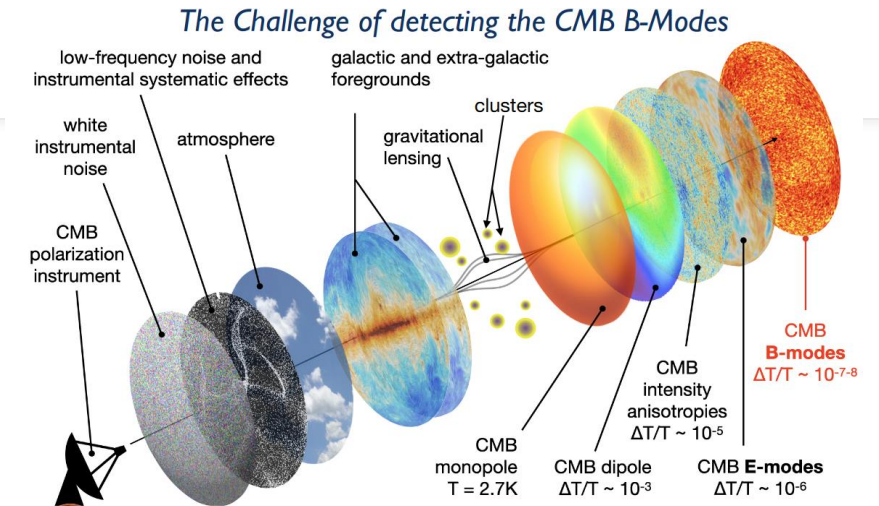 The Challenge of detecting the CMB B-Modes
low-frequency noise and
instrumental systematic effects
galactic and extra-galactic
foregrounds
clusters
white
instrumental
noise
atmosphere
gravitational
lensing
CMB
polarization
instrument
CMB
B-modes
ΔT/T ~ 10-7-8
CMB
intensity
anisotropies
ΔT/T ~ 10-5
CMB
monopole
T = 2.7K
CMB dipole
ΔT/T ~ 10-3
CMB E-modes
ΔT/T ~ 10-6